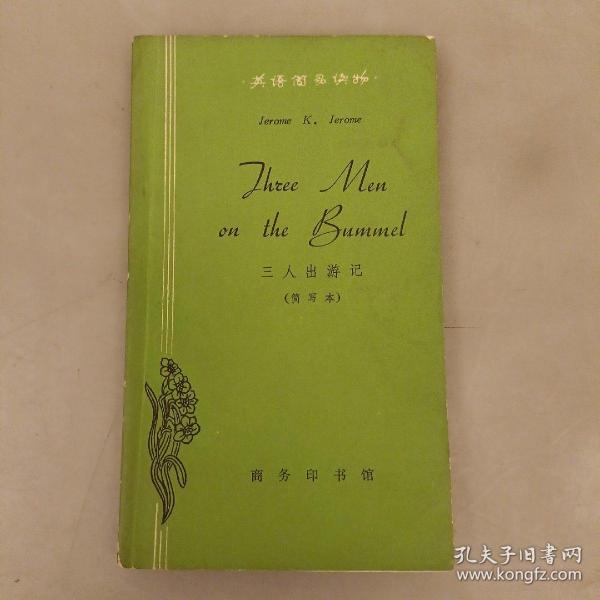 ·英语简易读物·
Jerome K. Jerome
Three Men
on the Bummel
三人出游记
（简写本）
商务印书馆
孔夫子旧书网
www.kongfz.com